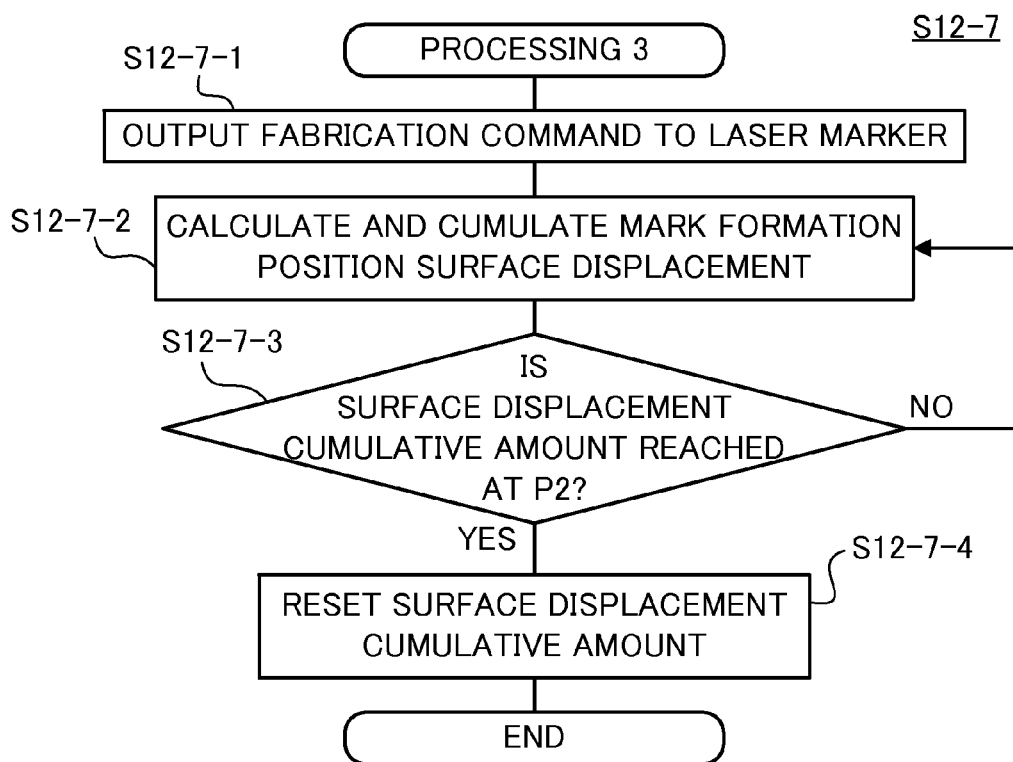 S12-7
PROCESSING 3
S12-7-1
OUTPUT FABRICATION COMMAND TO LASER MARKER
S12-7-2
CALCULATE AND CUMULATE MARK FORMATION
POSITION SURFACE DISPLACEMENT
S12-7-3
IS
SURFACE DISPLACEMENT
CUMULATIVE AMOUNT REACHED
AT P2?
NO
YES
S12-7-4
RESET SURFACE DISPLACEMENT
CUMULATIVE AMOUNT
END